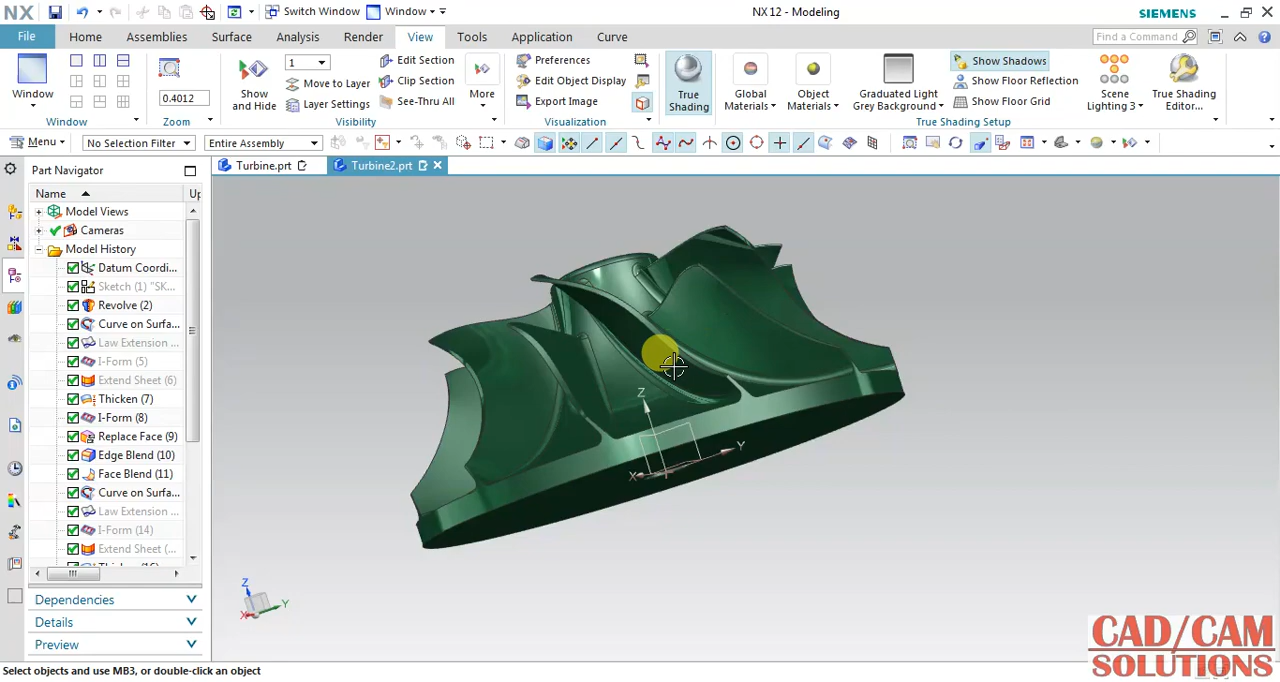 NX
Switch Window
Window
NX 12 - Modeling
SIEMENS
File
Home
Assemblies
Surface
Analysis
Render
View
Tools
Application
Curve
Find a Command
Window
0.4012
Show and Hide
1
Move to Layer
Layer Settings
Edit Section
Clip Section
See-Thru All
More
Preferences
Edit Object Display
Export Image
True Shading
Global Materials
Object Materials
Graduated Light Grey Background
Show Shadows
Show Floor Reflection
Show Floor Grid
Scene Lighting 3
True Shading Editor...
Window
Zoom
Visibility
Visualization
True Shading Setup
Menu
No Selection Filter
Entire Assembly
Part Navigator
Turbine.prt
Turbine2.prt
Name
Up
Model Views
Cameras
Model History
Datum Coordi...
Sketch (1) "SK...
Revolve (2)
Curve on Surfa...
Law Extension ...
I-Form (5)
Extend Sheet (6)
Thicken (7)
I-Form (8)
Replace Face (9)
Edge Blend (10)
Face Blend (11)
Curve on Surfa...
Law Extension ...
I-Form (14)
Extend Sheet (...
Dependencies
Details
Preview
Z
Y
X
Z
Y
X
CAD/CAM
SOLUTIONS
Select objects and use MB3, or double-click an object